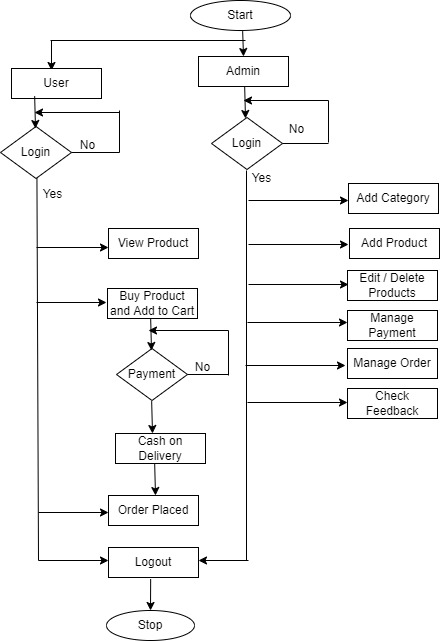 Start
User
Admin
Login
No
Login
No
Yes
Yes
Add Category
View Product
Add Product
Edit / Delete
Products
Buy Product
and Add to Cart
Manage
Payment
Payment
No
Manage Order
Check
Feedback
Cash on
Delivery
Order Placed
Logout
Stop